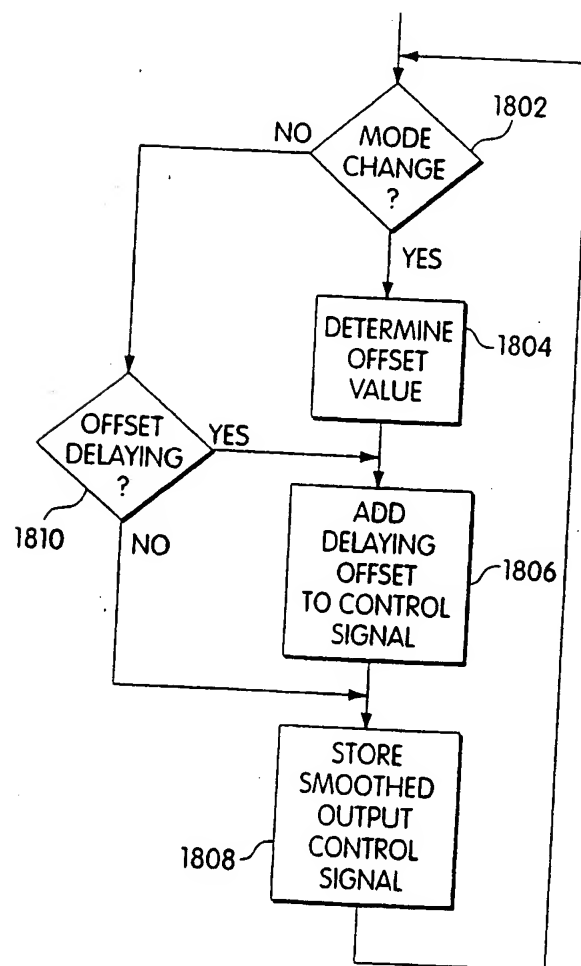 1802
NO
MODE
CHANGE
?
YES
DETERMINE
OFFSET
VALUE
1804
OFFSET
DELAYING
?
YES
1810
NO
ADD
DELAYING
OFFSET
TO CONTROL
SIGNAL
1806
STORE
SMOOTHED
OUTPUT
CONTROL
SIGNAL
1808